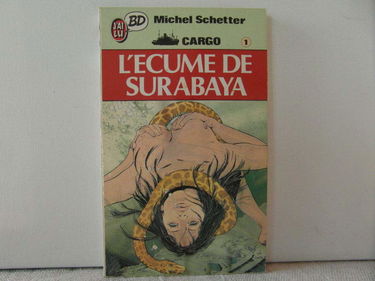 J'AI LU
BD
Michel Schetter
CARGO 1
L'ECUME DE
SURABAYA